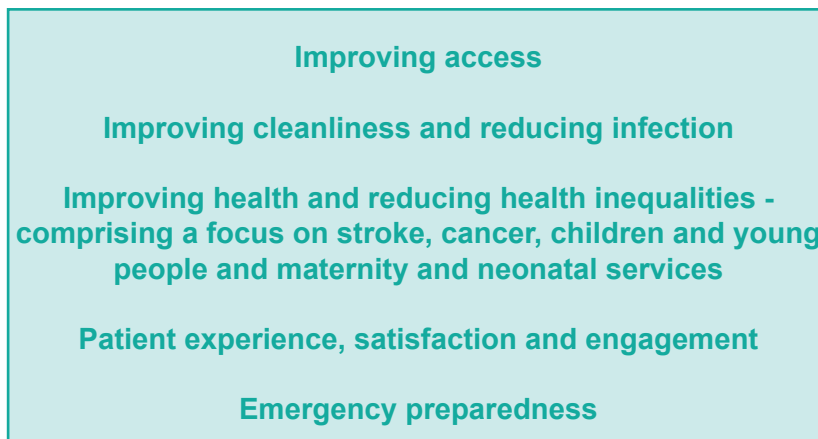 Improving access
Improving cleanliness and reducing infection
Improving health and reducing health inequalities -
comprising a focus on stroke, cancer, children and young
people and maternity and neonatal services
Patient experience, satisfaction and engagement
Emergency preparedness